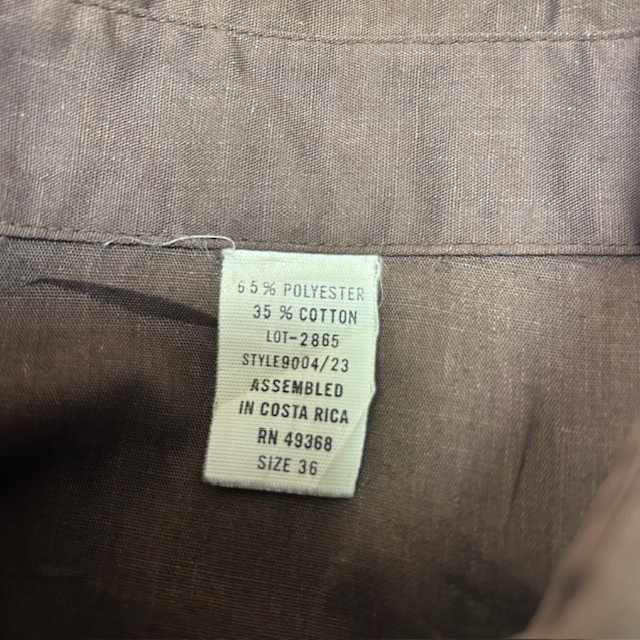 65% POLYESTER
35 % COTTON
LOT-2865
STYLE9004/23
ASSEMBLED
IN COSTA RICA
RN 49368
SIZE 36